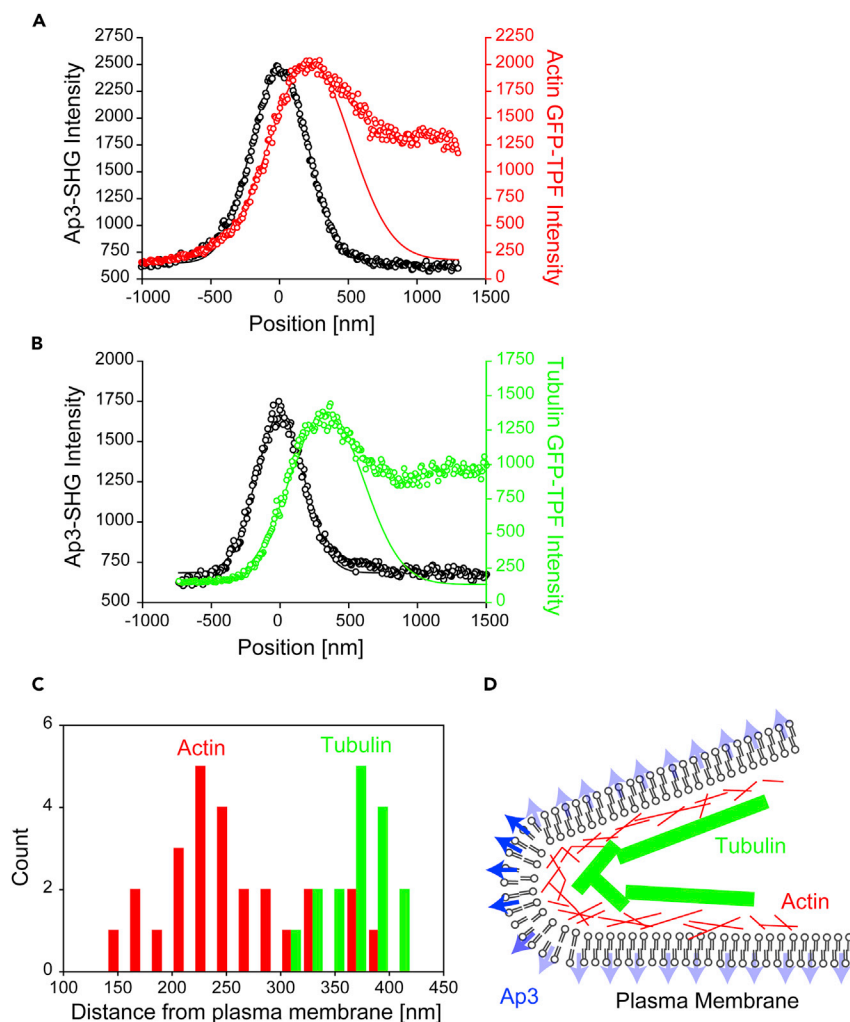 A
Ap3-SHG Intensity
2750
2500
2250
2000
1750
1500
1250
1000
750
500
2250
2000
1750
1500
1250
1000
750
500
250
0
Actin GFP-TPF Intensity
-1000 -500 0 500 1000 1500
Position [nm]
B
Ap3-SHG Intensity
2000
1750
1500
1250
1000
750
500
1750
1500
1250
1000
750
500
250
0
Tubulin GFP-TPF Intensity
-1000 -500 0 500 1000 1500
Position [nm]
C
Count
6
4
2
0
Actin
Tubulin
100 150 200 250 300 350 400 450
Distance from plasma membrane [nm]
D
Tubulin
Actin
Ap3
Plasma Membrane